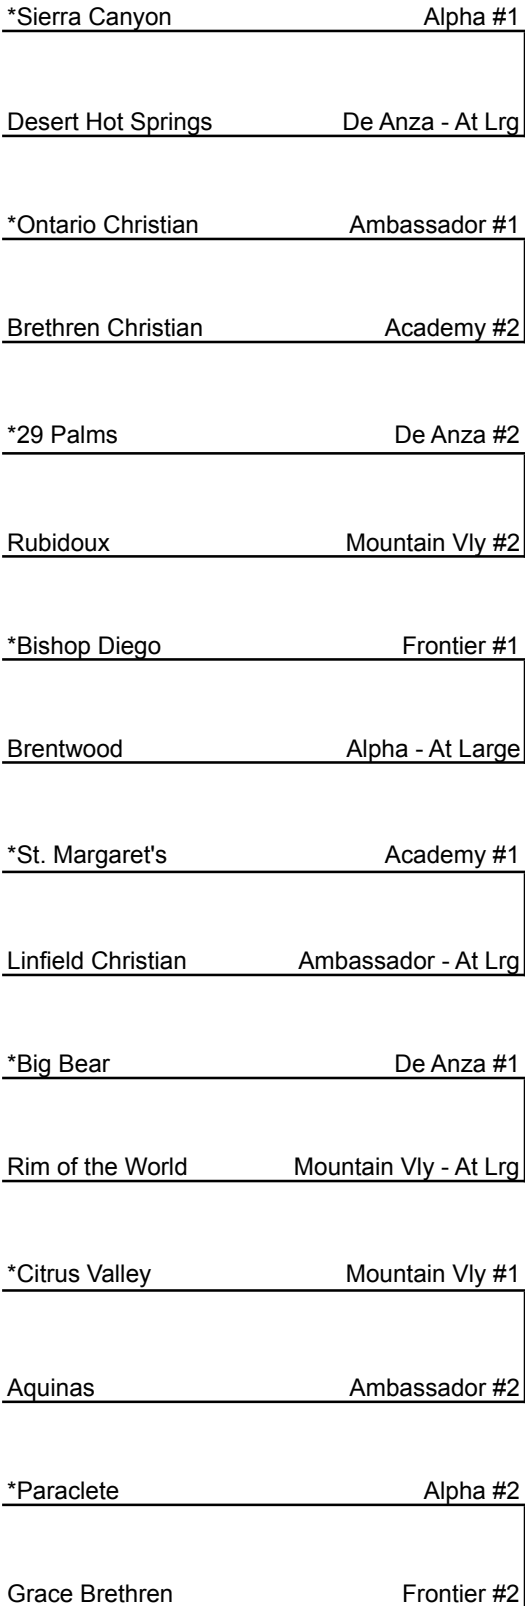 *Sierra Canyon Alpha #1
Desert Hot Springs De Anza - At Lrg
*Ontario Christian Ambassador #1
Brethren Christian Academy #2
*29 Palms De Anza #2
Rubidoux Mountain Vly #2
*Bishop Diego Frontier #1
Brentwood Alpha - At Large
*St. Margaret's Academy #1
Linfield Christian Ambassador - At Lrg
*Big Bear De Anza #1
Rim of the World Mountain Vly - At Lrg
*Citrus Valley Mountain Vly #1
Aquinas Ambassador #2
*Paraclete Alpha #2
Grace Brethren Frontier #2